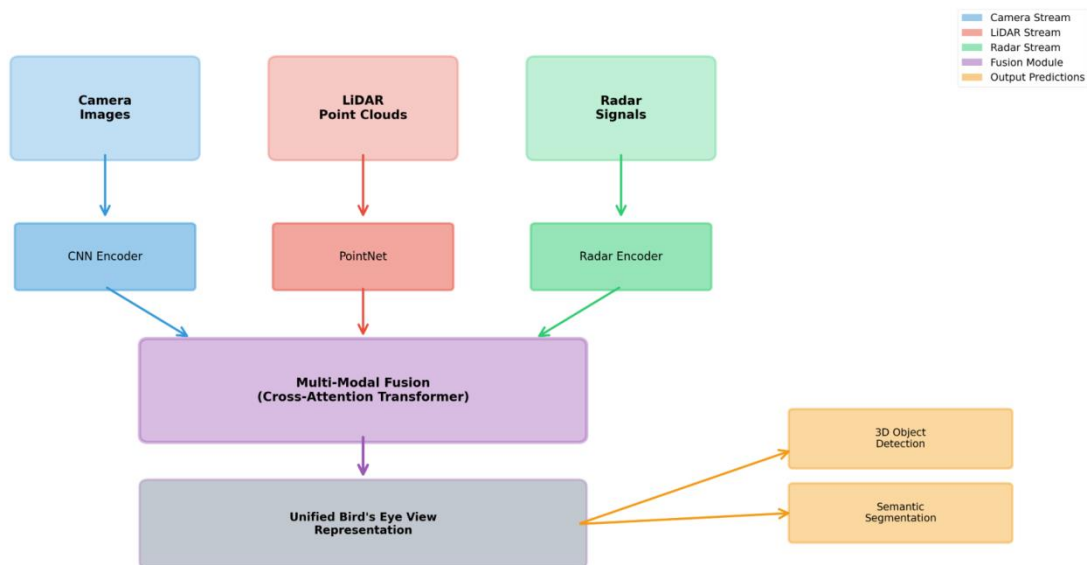 Camera Stream
LiDAR Stream
Radar Stream
Fusion Module
Output Predictions
Camera
Images
LiDAR
Point Clouds
Radar
Signals
CNN Encoder
PointNet
Radar Encoder
Multi-Modal Fusion
(Cross-Attention Transformer)
3D Object
Detection
Unified Bird's Eye View
Representation
Semantic
Segmentation